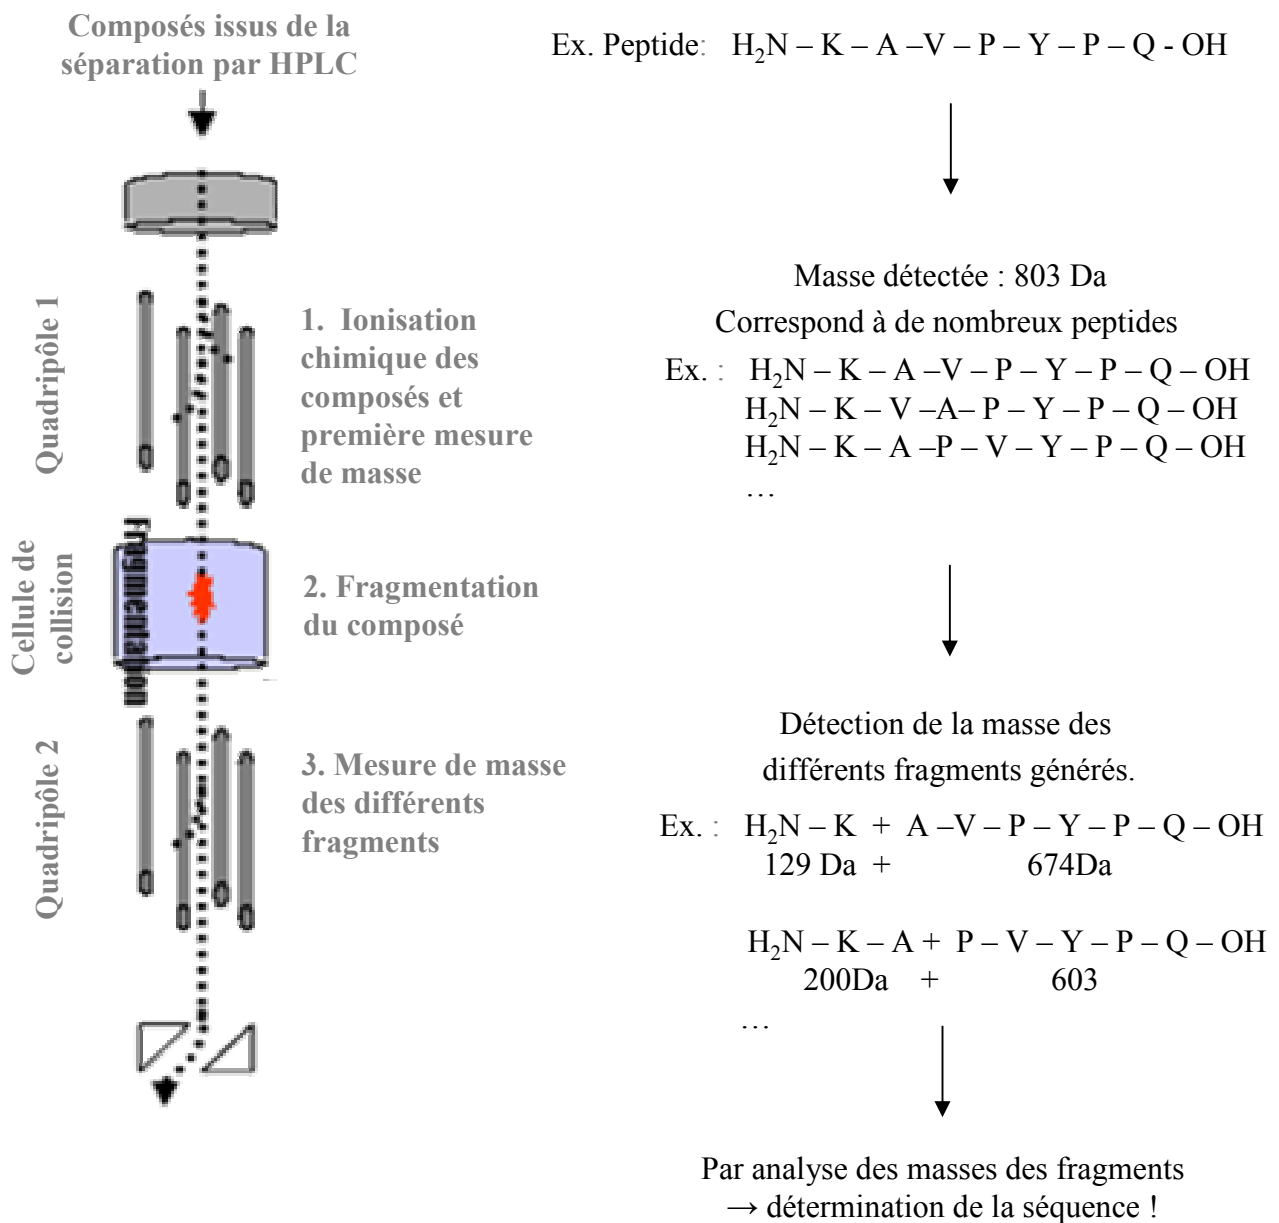 Composés issus de la
séparation par HPLC
Ex. Peptide: H₂N – K – A –V – P – Y – P – Q - OH
Quadripôle 1
1. Ionisation
chimique des
composés et
première mesure
de masse
Masse détectée : 803 Da
Correspond à de nombreux peptides
Ex. : H₂N – K – A –V – P – Y – P – Q – OH
H₂N – K – V –A– P – Y – P – Q – OH
H₂N – K – A –P – V – Y – P – Q – OH
…
Cellule de
collision
Fragmentation
2. Fragmentation
du composé
Quadripôle 2
3. Mesure de masse
des différents
fragments
Détection de la masse des
différents fragments générés.
Ex. : H₂N – K + A –V – P – Y – P – Q – OH
129 Da + 674Da
H₂N – K – A + P – V – Y – P – Q – OH
200Da + 603
…
Par analyse des masses des fragments
→ détermination de la séquence !